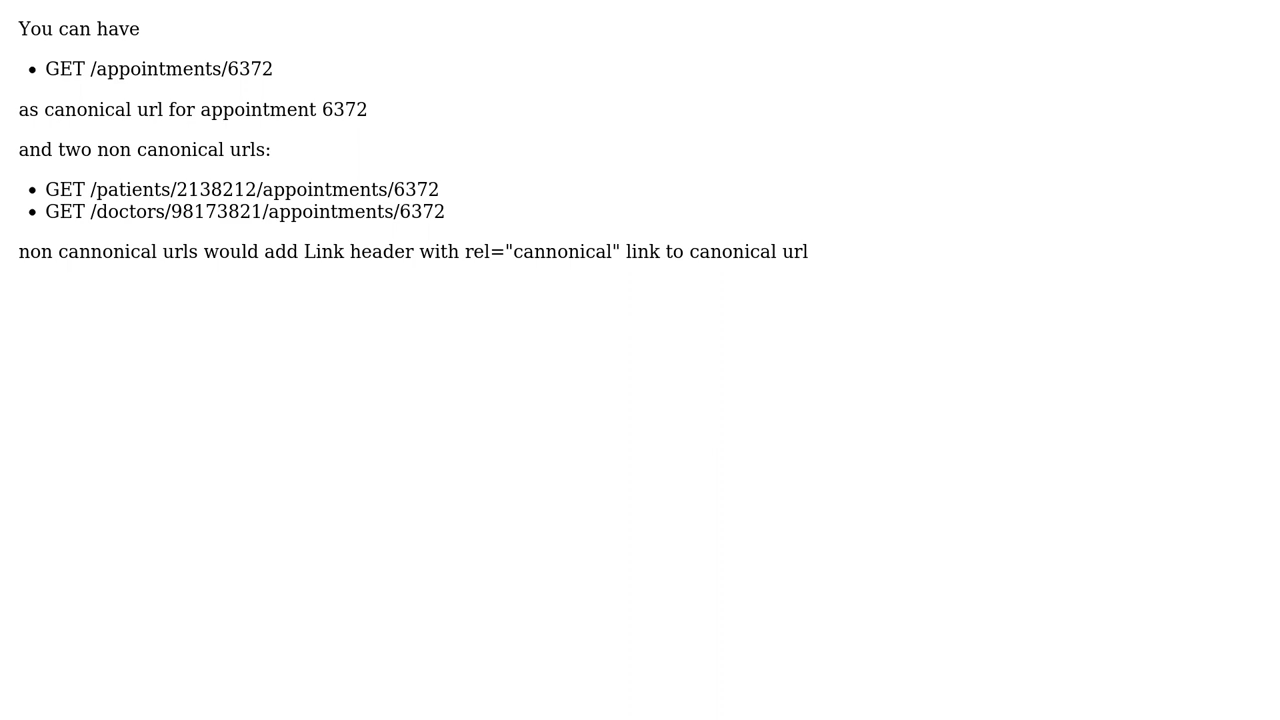 You can have
• GET /appointments/6372
as canonical url for appointment 6372
and two non canonical urls:
• GET /patients/2138212/appointments/6372
• GET /doctors/98173821/appointments/6372
non cannonical urls would add Link header with rel="cannonical" link to canonical url